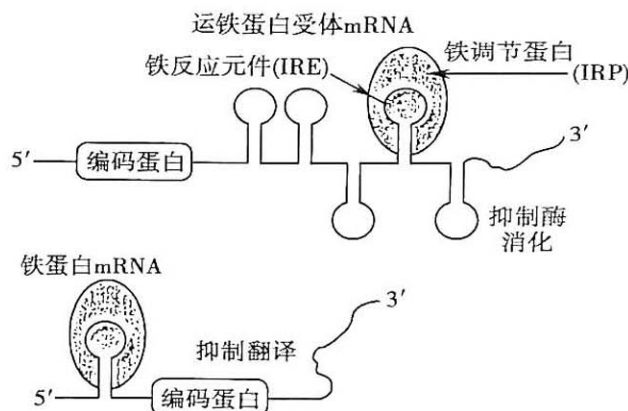 运铁蛋白受体mRNA
铁反应元件(IRE)
铁调节蛋白
(IRP)
3′
5′
编码蛋白
抑制酶
消化
铁蛋白mRNA
3′
抑制翻译
5′
编码蛋白